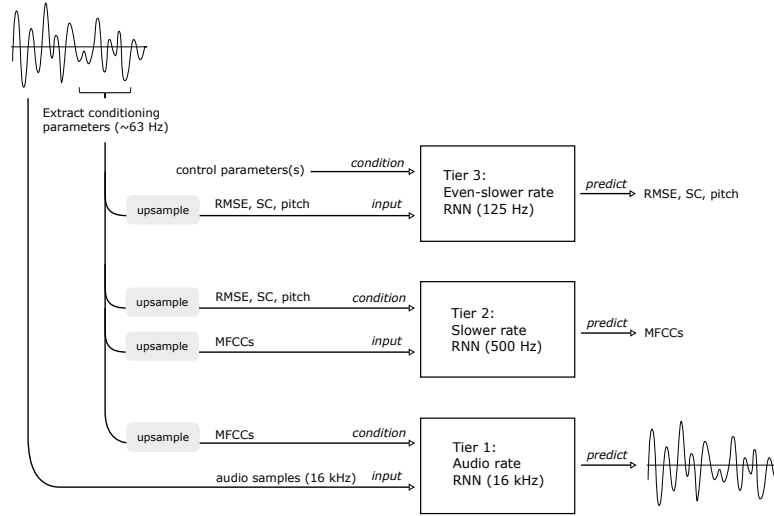 Extract conditioning
parameters (~63 Hz)
control parameters(s)
condition
upsample
RMSE, SC, pitch
input
Tier 3:
Even-slower rate
RNN (125 Hz)
predict
RMSE, SC, pitch
upsample
RMSE, SC, pitch
condition
upsample
MFCCs
input
Tier 2:
Slower rate
RNN (500 Hz)
predict
MFCCs
upsample
MFCCs
condition
audio samples (16 kHz)
input
Tier 1:
Audio rate
RNN (16 kHz)
predict